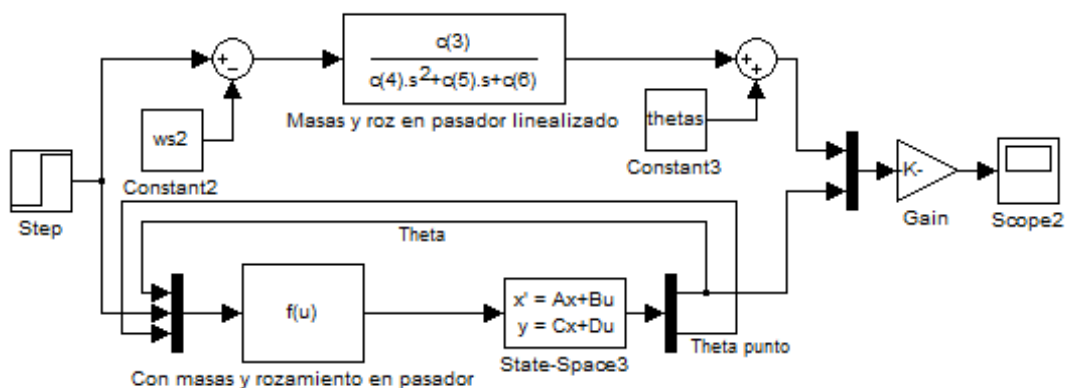 c(3)
c(4).s²+c(5).s+c(6)
Masas y roz en pasador linealizado
ws2
Constant2
thetas
Constant3
Step
K-
Gain
Scope2
Theta
f(u)
Con masas y rozamiento en pasador
x' = Ax+Bu
y = Cx+Du
State-Space3
Theta punto